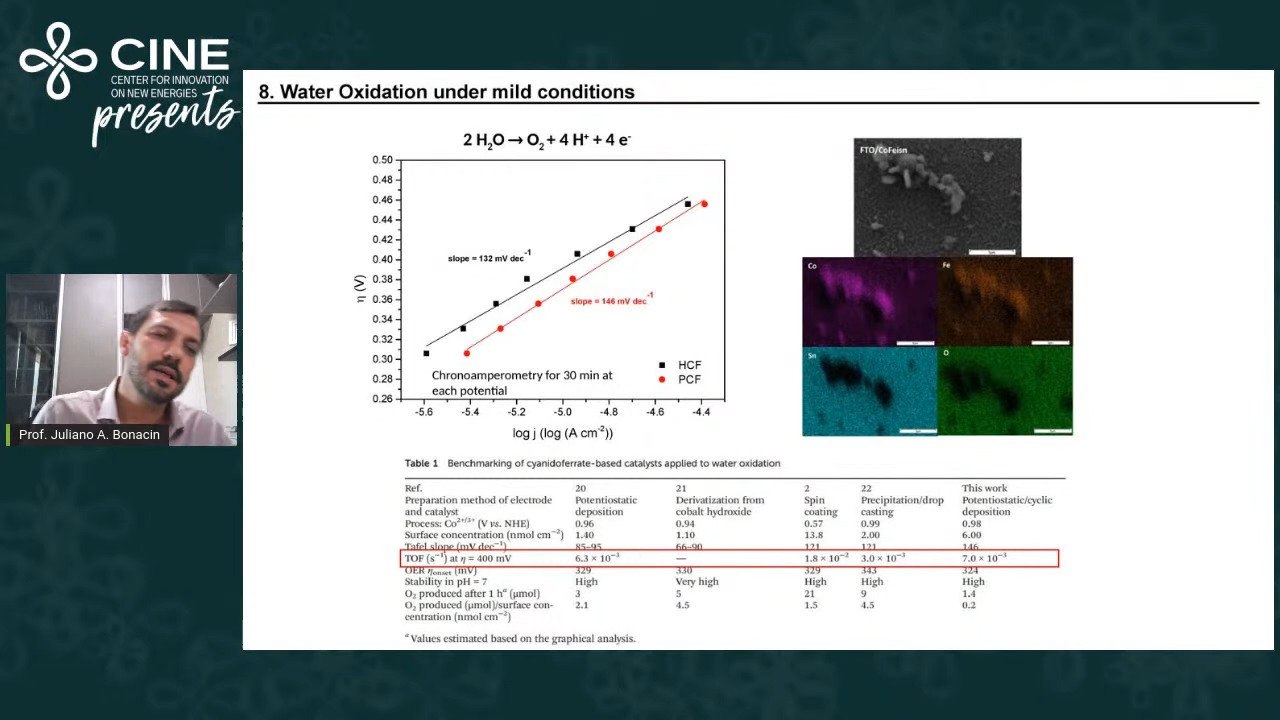 CINE
CENTER FOR INNOVATION
ON NEW ENERGIES
presents
8. Water Oxidation under mild conditions
2 H₂O → O₂ + 4 H⁺ + 4 e⁻
0.50
0.48
0.46
0.44
0.42
0.40
0.38
0.36
0.34
0.32
0.30
0.28
0.26
η (V)
slope = 132 mV dec⁻¹
slope = 146 mV dec⁻¹
HCF
PCF
Chronoamperometry for 30 min at
each potential
-5.6 -5.4 -5.2 -5.0 -4.8 -4.6 -4.4
log j (log (A cm⁻²))
FTO/CoFeisn
Co
Fe
Sn
O
Prof. Juliano A. Bonacin
Table 1 Benchmarking of cyanidoferrate-based catalysts applied to water oxidation
Ref. 20 21 2 22 This work
Preparation method of electrode Potentiostatic Derivatization from Spin Precipitation/drop Potentiostatic/cyclic
and catalyst deposition cobalt hydroxide coating casting deposition
Process: Co²⁺/³⁺ (V vs. NHE) 0.96 0.94 0.57 0.99 0.98
Surface concentration (nmol cm⁻²) 1.40 1.10 13.8 2.00 6.00
Tafel slope (mV dec⁻¹) 85–95 66–90 121 121 146
TOF (s⁻¹) at η = 400 mV 6.3 × 10⁻³ — 1.8 × 10⁻² 3.0 × 10⁻³ 7.0 × 10⁻³
OER ηonset (mV) 329 330 329 343 324
Stability in pH = 7 High Very high High High High
O₂ produced after 1 hᵃ (μmol) 3 5 21 9 1.4
O₂ produced (μmol)/surface con- 2.1 4.5 1.5 4.5 0.2
centration (nmol cm⁻²)
ᵃ Values estimated based on the graphical analysis.